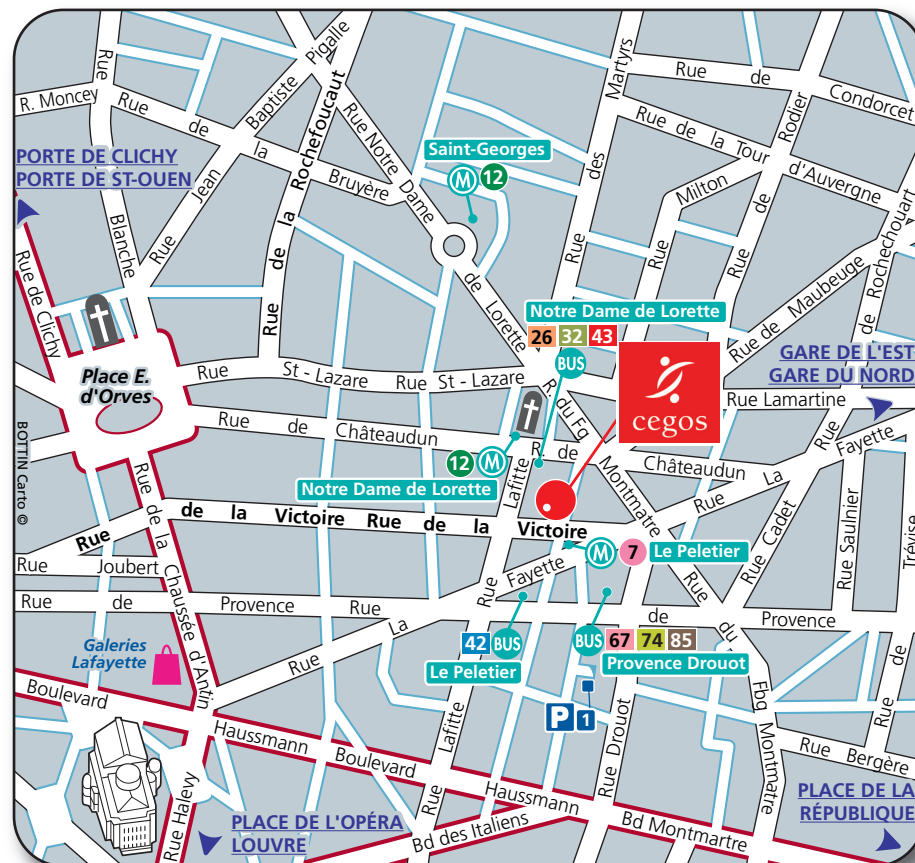 Rue
R. Moncey
Rue de la Bruyère
Rue Jean Baptiste Pigalle
Rue de la Rochefoucaut
Rue Notre Dame de Lorette
Rue des Martyrs
Rue de Condorcet
Rue de la Tour d'Auvergne
Rue de Rodier
Milton
Rue
PORTE DE CLICHY
PORTE DE ST-OUEN
Saint-Georges
M 12
Blanche
Rue de Clichy
Rue de Maubeuge
de Rochechouart
Rue
Notre Dame de Lorette
26 32 43
BUS
cegos
GARE DE L'EST
GARE DU NORD
Place E.
d'Orves
Rue St - Lazare Rue St - Lazare
R. du Fg Montmatre
Rue Lamartine
Rue de Châteaudun
R. de Châteaudun
12 M
Notre Dame de Lorette
Lafitte
Rue La Fayette
BOTTIN Carto ©
Rue de la Victoire Rue de la Victoire
Rue de la Chaussée d'Antin
Rue Cadet
Rue Saulnier
Trévise
Rue de
Rue Joubert
M 7 Le Peletier
Rue La Fayette
Rue de Provence Rue de Provence
Rue du Fbg Montmarre
Galeries
Lafayette
42 BUS
Le Peletier
BUS 67 74 85
Provence Drouot
P 1
Rue Lafitte
Rue Drouot
Boulevard Haussmann Boulevard Haussmann
Rue Bergère
Rue Halevy
PLACE DE L'OPÉRA
LOUVRE
Bd des Italiens
Bd Montmartre
PLACE DE LA
RÉPUBLIQUE